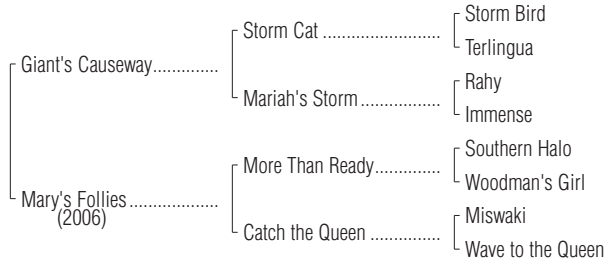 Storm Bird
Storm Cat ........................
Terlingua
Giant's Causeway..............
Rahy
Mariah's Storm .................
Immense
Southern Halo
More Than Ready..............
Woodman's Girl
Mary's Follies ...................
(2006)
Miswaki
Catch the Queen ...............
Wave to the Queen